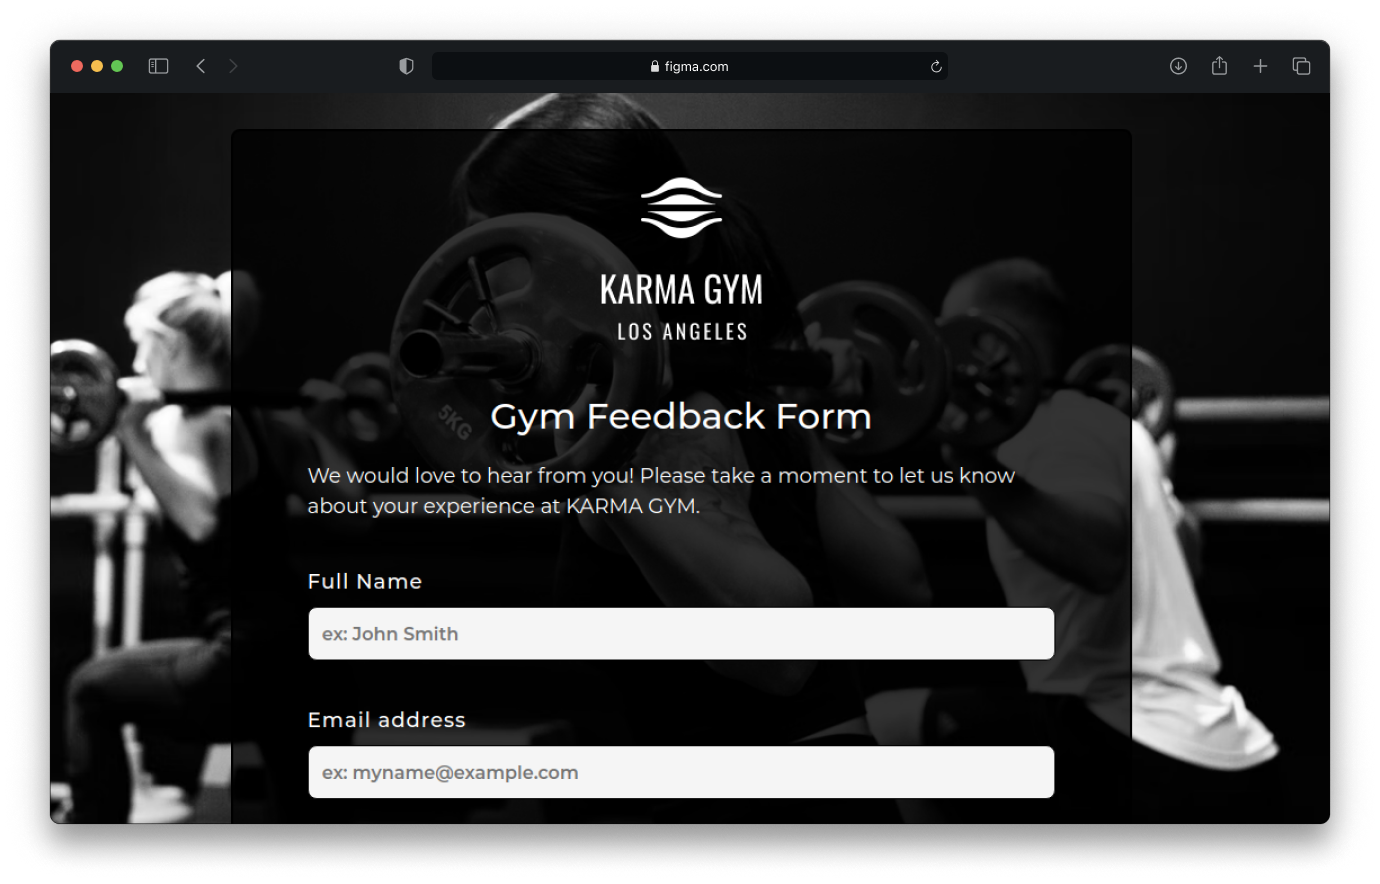 figma.com
KARMA GYM
LOS ANGELES
5KG
Gym Feedback Form
We would love to hear from you! Please take a moment to let us know
about your experience at KARMA GYM.
Full Name
ex: John Smith
Email address
ex: myname@example.com